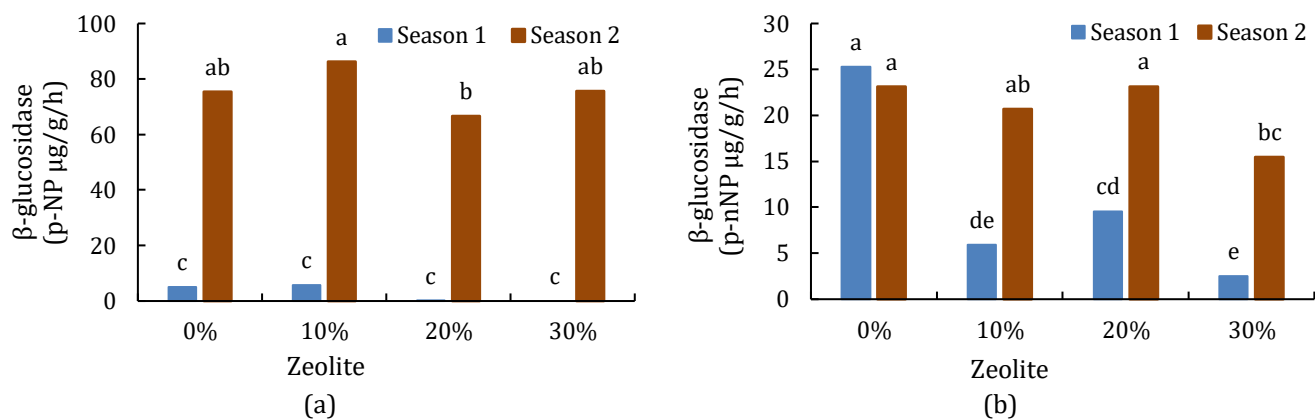 100
80
60
40
20
0
β-glucosidase
(p-NP µg/g/h)
Season 1 Season 2
ab
a
b
ab
c
c
c
c
0% 10% 20% 30%
Zeolite
(a)
30
25
20
15
10
5
0
β-glucosidase
(p-nNP µg/g/h)
Season 1 Season 2
a
a
ab
a
bc
de
cd
e
0% 10% 20% 30%
Zeolite
(b)